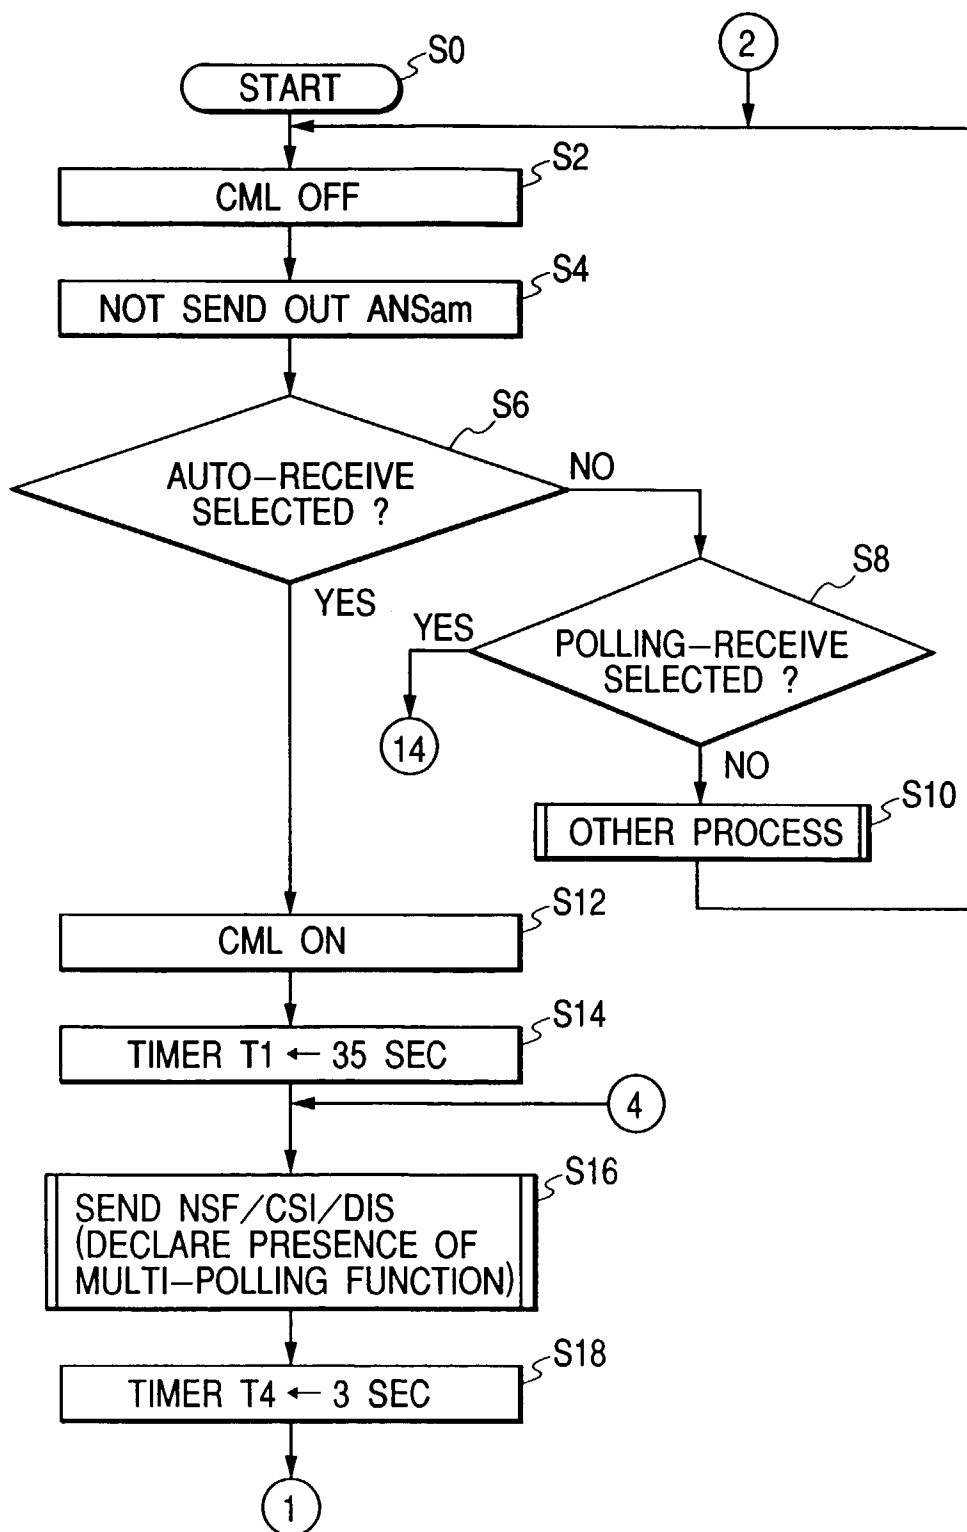 S0
2
START
S2
CML OFF
S4
NOT SEND OUT ANSam
S6
AUTO-RECEIVE
SELECTED ?
NO
YES
S8
YES
POLLING-RECEIVE
SELECTED ?
14
NO
S10
OTHER PROCESS
S12
CML ON
S14
TIMER T1 ← 35 SEC
4
S16
SEND NSF/CSI/DIS
(DECLARE PRESENCE OF
MULTI-POLLING FUNCTION)
S18
TIMER T4 ← 3 SEC
1